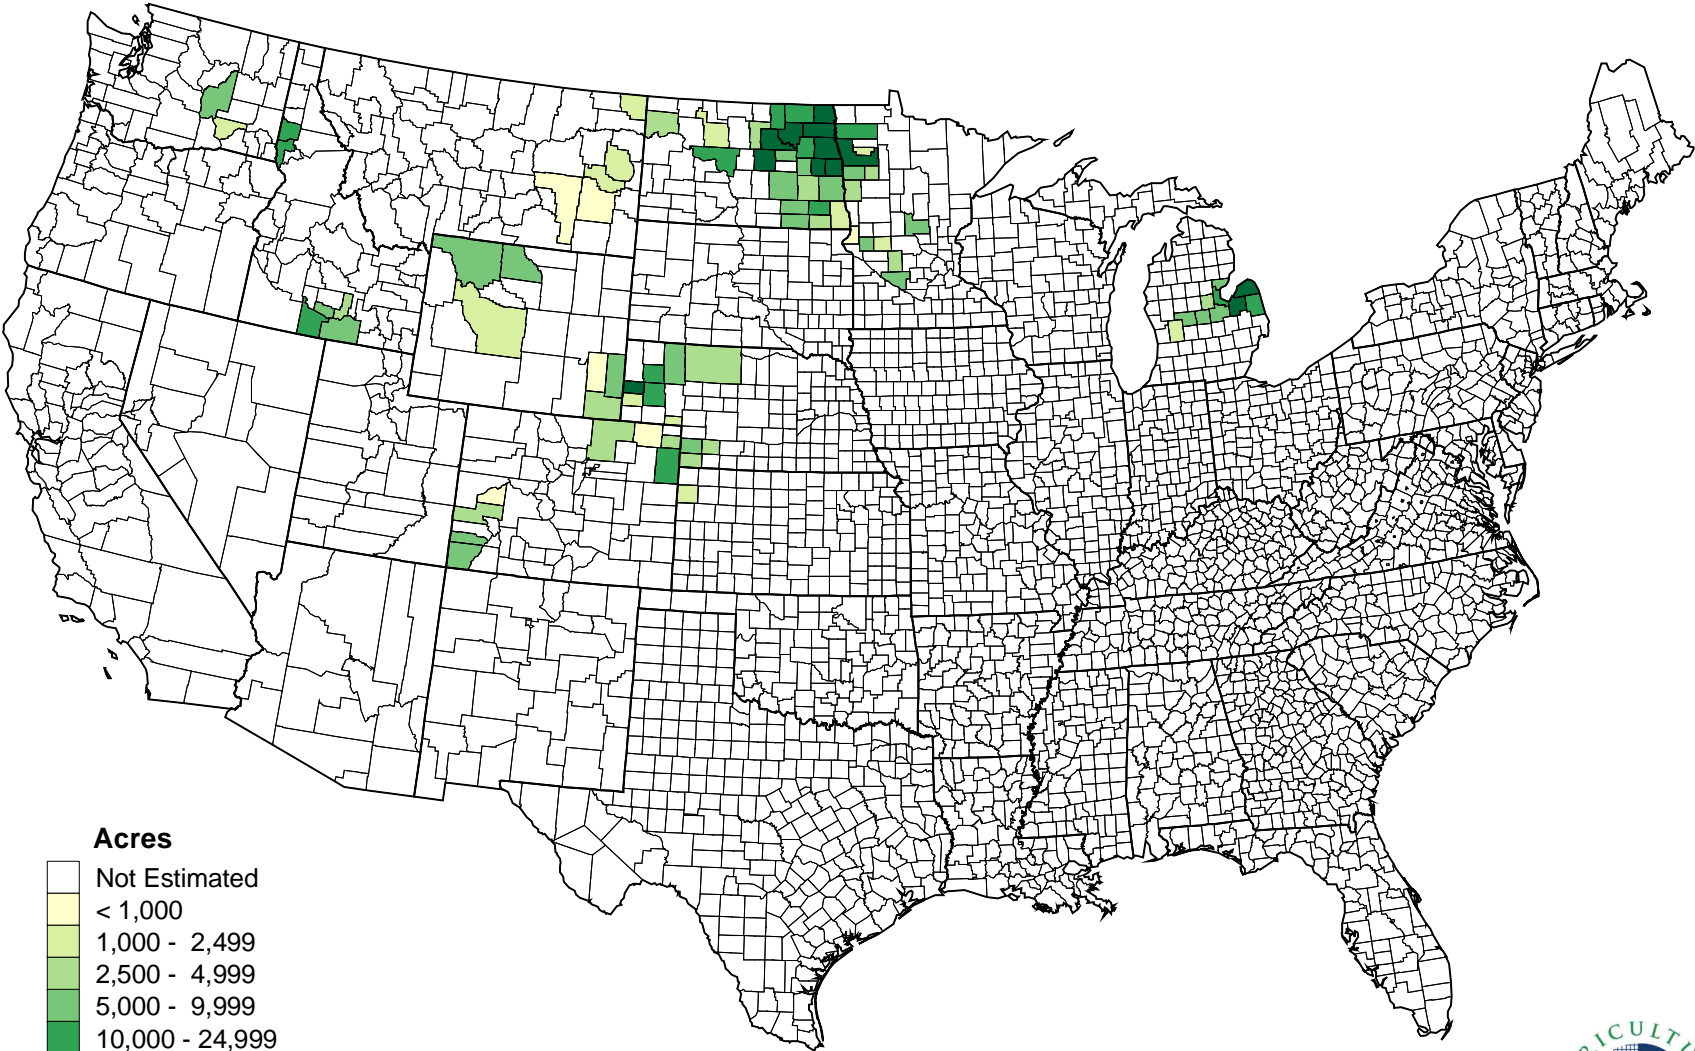 Acres
Not Estimated
< 1,000
1,000 - 2,499
2,500 - 4,999
5,000 - 9,999
10,000 - 24,999